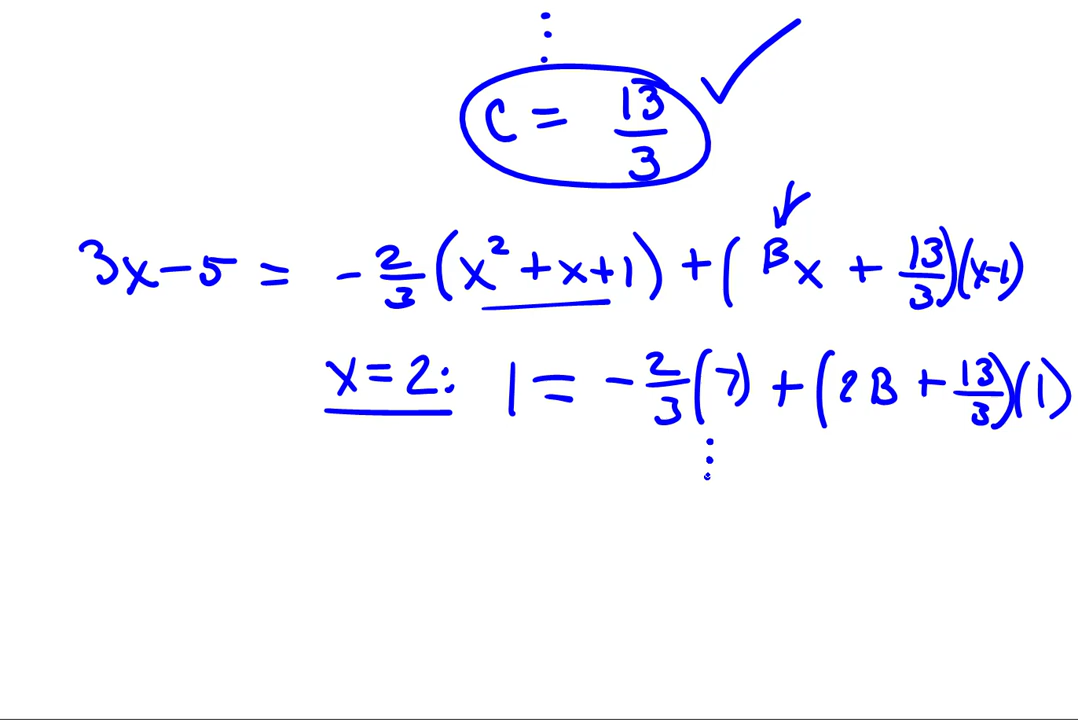 ⋮
C = 13/3 ✓
3x-5 = -2/3(x²+x+1) + (Bx + 13/3)(x-1)
x=2: 1 = -2/3(7) + (2B + 13/3)(1)
⋮